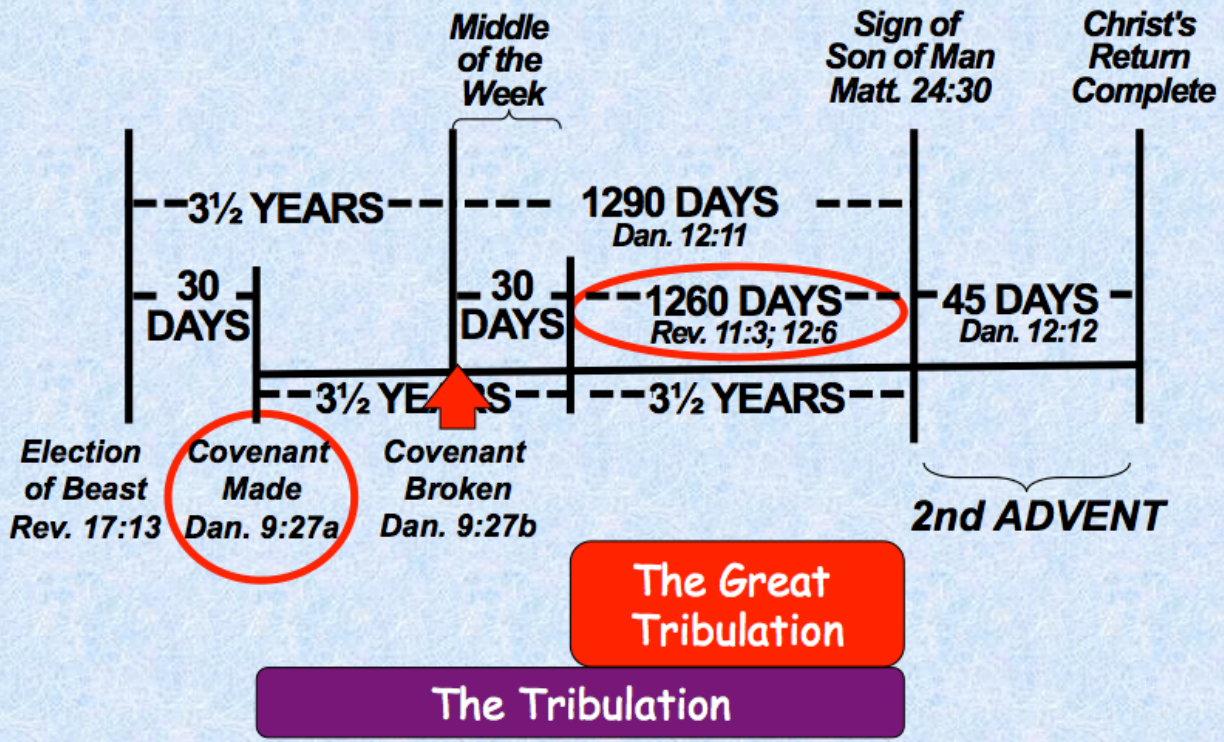 Middle
of the
Week
Sign of
Son of Man
Matt. 24:30
Christ's
Return
Complete
3½ YEARS
1290 DAYS
Dan. 12:11
30
DAYS
30
DAYS
1260 DAYS
Rev. 11:3; 12:6
45 DAYS
Dan. 12:12
3½ YEARS
3½ YEARS
Election
of Beast
Rev. 17:13
Covenant
Made
Dan. 9:27a
Covenant
Broken
Dan. 9:27b
2nd ADVENT
The Great
Tribulation
The Tribulation